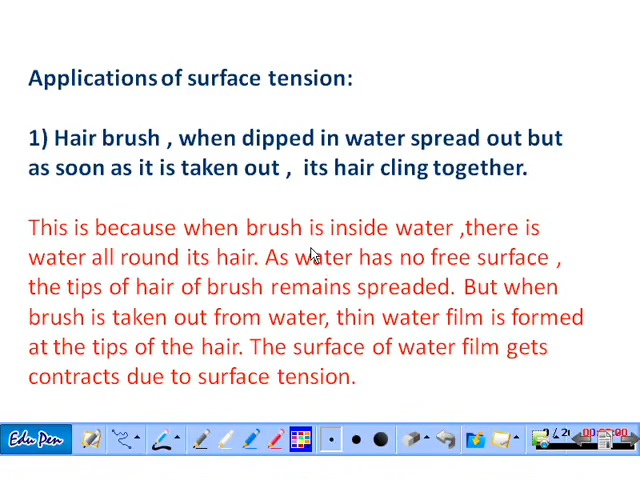 Applications of surface tension:
1) Hair brush , when dipped in water spread out but
as soon as it is taken out , its hair cling together.
This is because when brush is inside water ,there is
water all round its hair. As water has no free surface ,
the tips of hair of brush remains spreaded. But when
brush is taken out from water, thin water film is formed
at the tips of the hair. The surface of water film gets
contracts due to surface tension.
Edu Pen